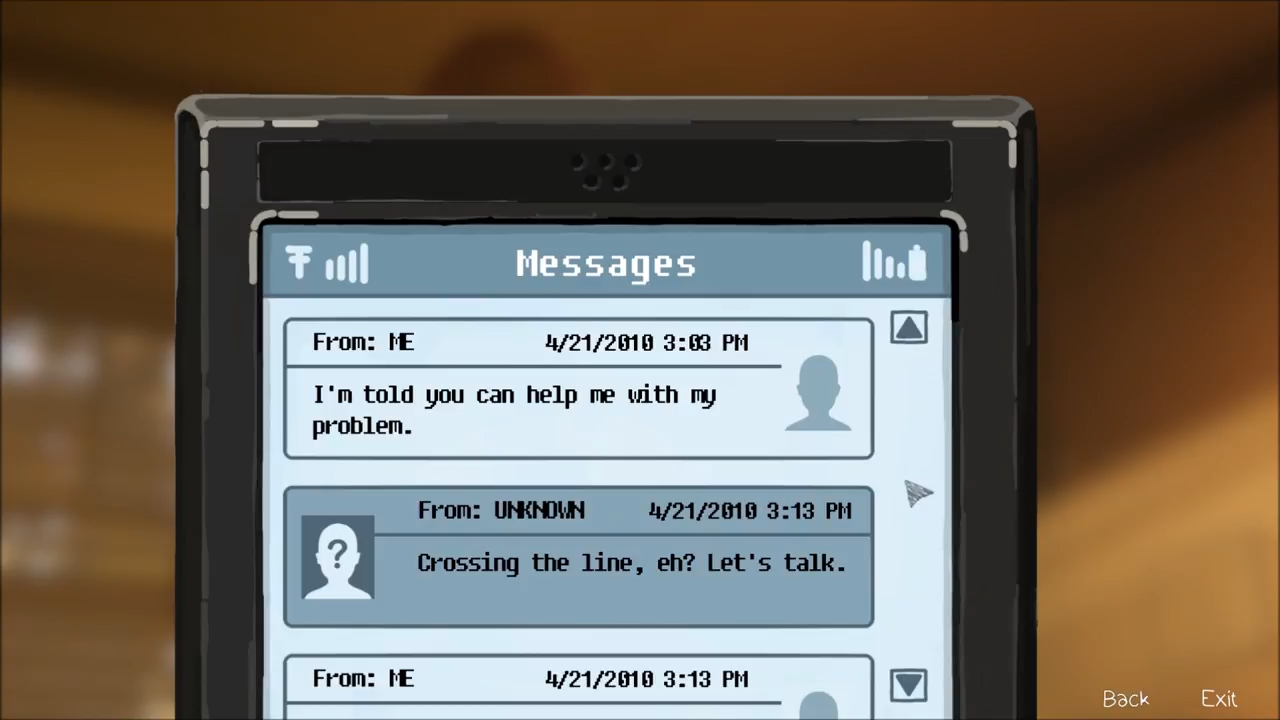 Messages
From: ME 4/21/2010 3:03 PM
I'm told you can help me with my
problem.
From: UNKNOWN 4/21/2010 3:13 PM
?
Crossing the line, eh? Let's talk.
From: ME 4/21/2010 3:13 PM
Back Exit